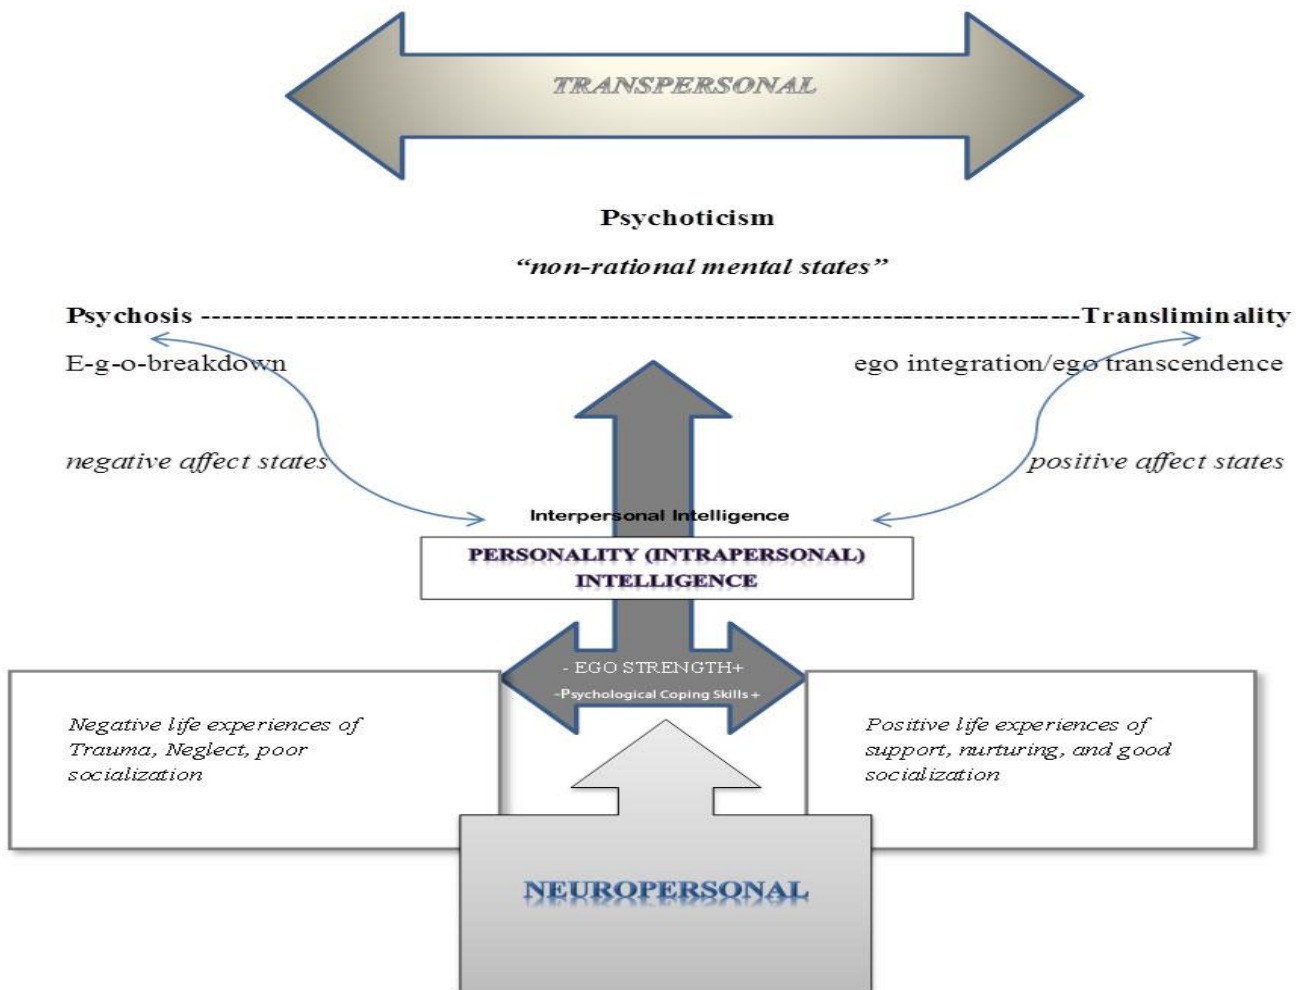 TRANSPERSONAL
Psychoticism
“non-rational mental states”
Psychosis -------------------------------------------------------------------------------Transliminality
E-g-o-breakdown
ego integration/ego transcendence
negative affect states
positive affect states
Interpersonal Intelligence
PERSONALITY (INTRAPERSONAL)
INTELLIGENCE
- EGO STRENGTH+
-Psychological Coping Skills +
Negative life experiences of
Trauma, Neglect, poor
socialization
Positive life experiences of
support, nurturing, and good
socialization
NEUROPERSONAL